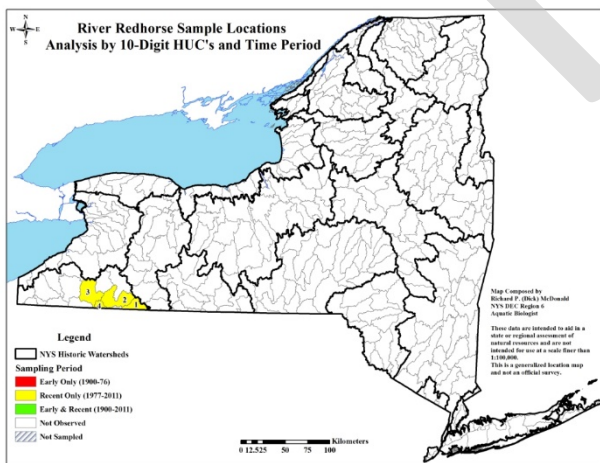 N
W E
S
River Redhorse Sample Locations
Analysis by 10-Digit HUC's and Time Period
3
2
1
1
Map Composed by
Richard P. (Dick) McDonald
NYS DEC Region 6
Aquatic Biologist
These data are intended to aid in a
state or regional assessment of
natural resources and are not
intended for use at a scale finer than
1:100,000.
This is a generalized location map
and not an official survey.
Legend
NYS Historic Watersheds
Sampling Period
Early Only (1900-76)
Recent Only (1977-2011)
Early & Recent (1900-2011)
Not Observed
Not Sampled
Kilometers
0 12.525 50 75 100